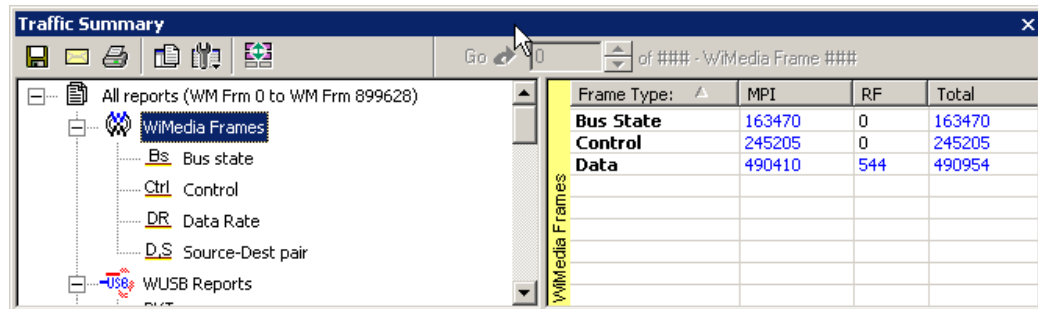 Traffic Summary
Go 0 of ### - WiMedia Frame ###
All reports (WM Frm 0 to WM Frm 899628)
WiMedia Frames
Bs Bus state
Ctrl Control
DR Data Rate
D,S Source-Dest pair
USB WUSB Reports
WiMedia Frames
Frame Type: MPI RF Total
Bus State 163470 0 163470
Control 245205 0 245205
Data 490410 544 490954